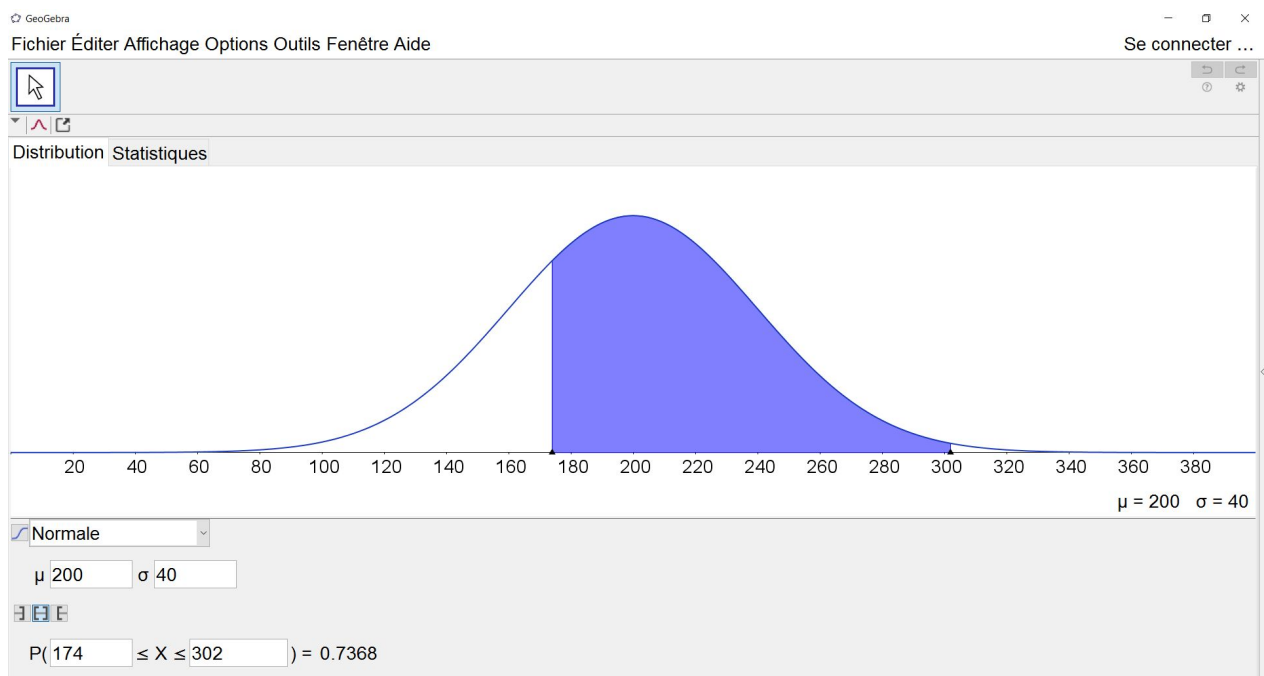 GeoGebra
Fichier Éditer Affichage Options Outils Fenêtre Aide Se connecter ...
Distribution Statistiques
20 40 60 80 100 120 140 160 180 200 220 240 260 280 300 320 340 360 380
μ = 200 σ = 40
Normale
μ 200 σ 40
P( 174 ≤ X ≤ 302 ) = 0.7368